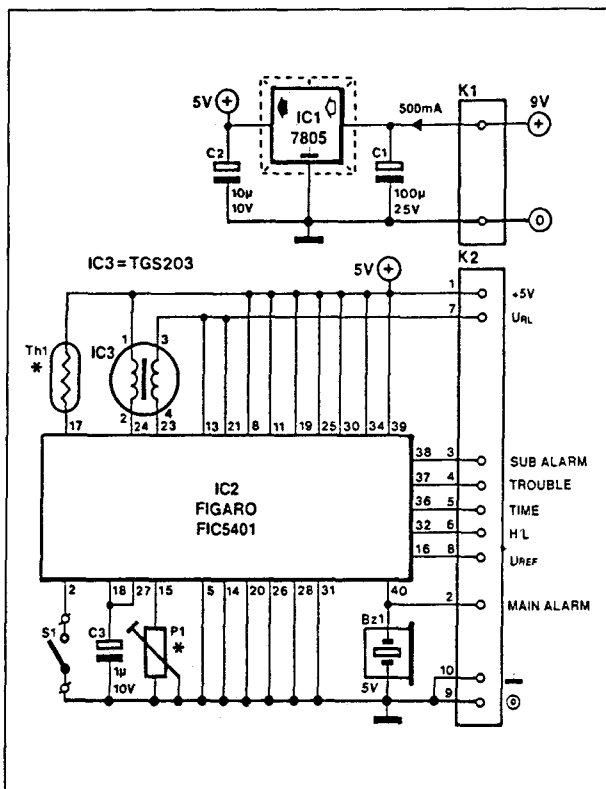 K1
5V
IC1
7805
500mA
9V
+
C2
10µ
10V
C1
100µ
25V
0
IC3=TGS203
5V
K2
1
+5V
7
URL
Th1
*
1
3
IC3
2
4
17
24
23
13
21
8
11
19
25
30
34
39
IC2
FIGARO
FIC5401
38
3
SUB ALARM
37
4
TROUBLE
36
5
TIME
32
6
H'L
16
8
UREF
2
18
27
15
5
14
20
26
28
31
40
2
MAIN ALARM
S1
C3
1µ
10V
P1
*
Bz1
5V
10
9
0